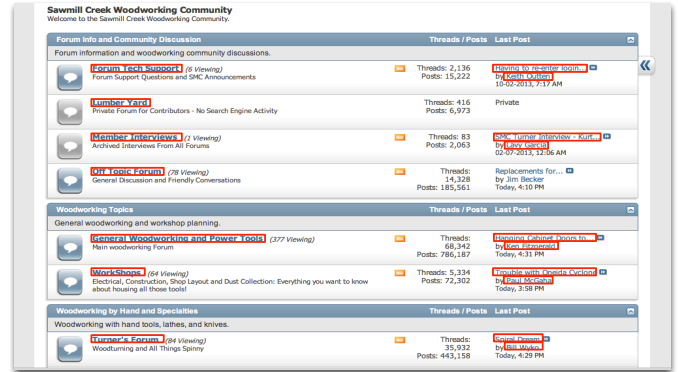 Sawmill Creek Woodworking Community
Welcome to the Sawmill Creek Woodworking Community.
Forum Info and Community Discussion Threads / Posts Last Post
Forum information and woodworking community discussions.
Forum Tech Support (6 Viewing) Threads: 2,136 Having to re-enter login...
Forum Support Questions and SMC Announcements Posts: 15,222 by Keith Outten
10-02-2013, 7:17 AM
Lumber Yard Threads: 416 Private
Private Forum for Contributors - No Search Engine Activity Posts: 6,973
Member Interviews (1 Viewing) Threads: 83 SMC Turner Interview - Kurt...
Archived Interviews From All Forums Posts: 2,063 by Lavy Garcia
02-07-2013, 12:06 AM
Off Topic Forum (78 Viewing) Threads: Replacements for...
General Discussion and Friendly Conversations 14,328 by Jim Becker
Posts: 185,561 Today, 4:10 PM
Woodworking Topics Threads / Posts Last Post
General woodworking and workshop planning.
General Woodworking and Power Tools (377 Viewing) Threads: Hanging Cabinet Doors to...
Main woodworking Forum 68,342 by Ken Fitzgerald
Posts: 786,187 Today, 4:31 PM
WorkShops (64 Viewing) Threads: 5,334 Trouble with Oneida Cyclone
Electrical, Construction, Shop Layout and Dust Collection: Everything you want to know Posts: 72,302 by Paul McGaha
about housing all those tools! Today, 3:58 PM
Woodworking by Hand and Specialties Threads / Posts Last Post
Woodworking with hand tools, lathes, and knives.
Turner's Forum (84 Viewing) Threads: Spiral Dream
Woodturning and All Things Spinny 35,932 by Bill Wyko
Posts: 443,158 Today, 4:29 PM